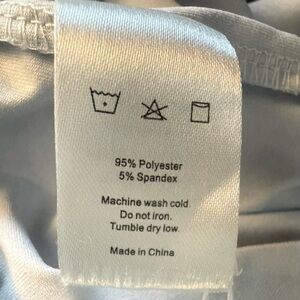 95% Polyester
5% Spandex
Machine wash cold.
Do not iron.
Tumble dry low.
Made in China